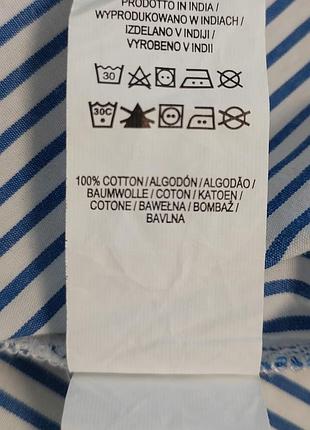 PRODOTTO IN INDIA /
WYPRODUKOWANO W INDIACH /
IZDELANO V INDIJI /
VYROBENO V INDII
30
30C
100% COTTON / ALGODÓN / ALGODÃO /
BAUMWOLLE / COTON / KATOEN /
COTONE / BAWEŁNA / BOMBAŽ /
BAVLNA